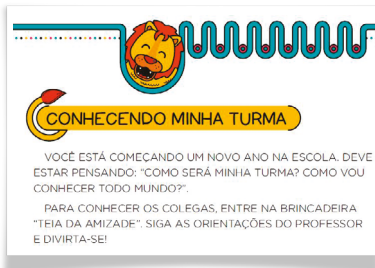 CONHECENDO MINHA TURMA
VOCÊ ESTÁ COMEÇANDO UM NOVO ANO NA ESCOLA. DEVE
ESTAR PENSANDO: “COMO SERÁ MINHA TURMA? COMO VOU
CONHECER TODO MUNDO?”.
PARA CONHECER OS COLEGAS, ENTRE NA BRINCADEIRA
“TEIA DA AMIZADE”. SIGA AS ORIENTAÇÕES DO PROFESSOR
E DIVIRTA-SE!